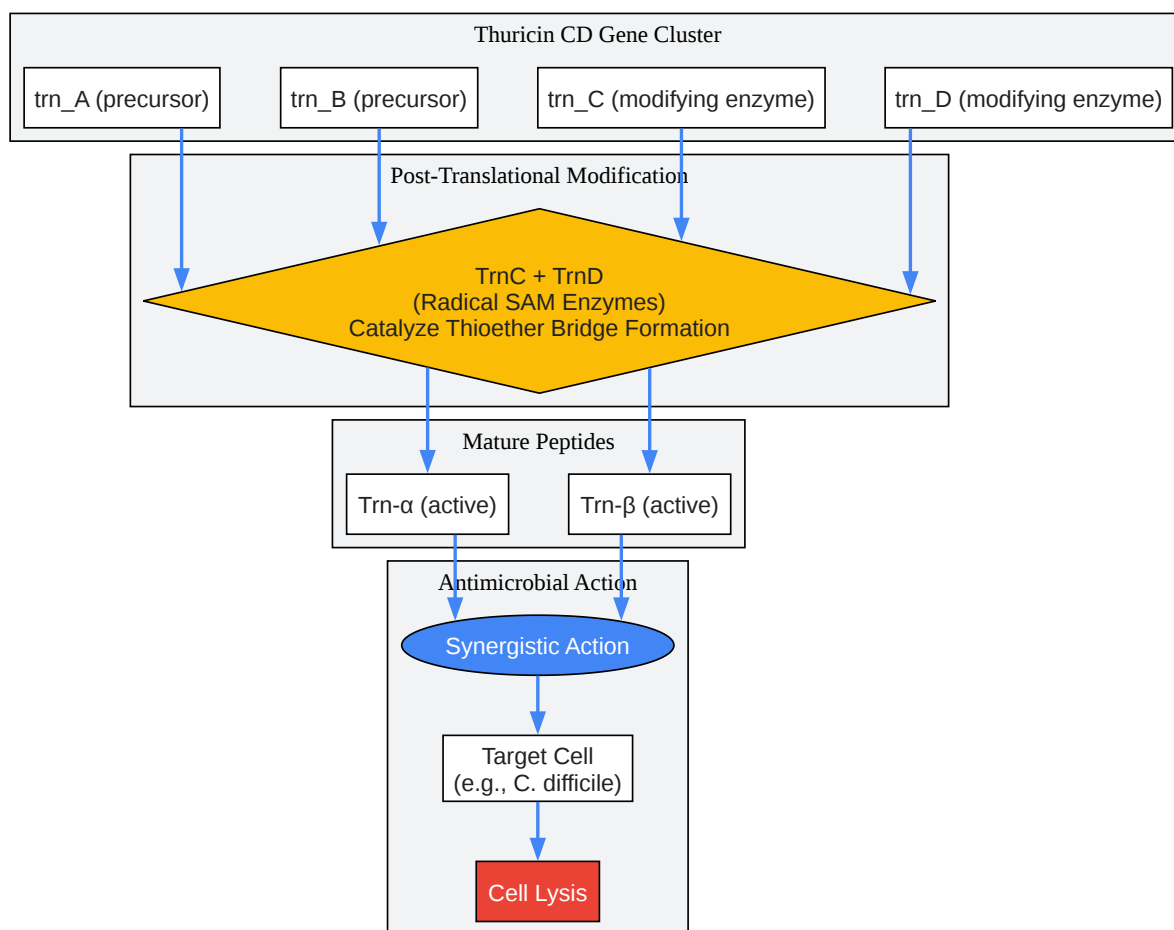 Thuricin CD Gene Cluster
trn_A (precursor)
trn_B (precursor)
trn_C (modifying enzyme)
trn_D (modifying enzyme)
Post-Translational Modification
TrnC + TrnD
(Radical SAM Enzymes)
Catalyze Thioether Bridge Formation
Mature Peptides
Trn-α (active)
Trn-β (active)
Antimicrobial Action
Synergistic Action
Target Cell
(e.g., C. difficile)
Cell Lysis